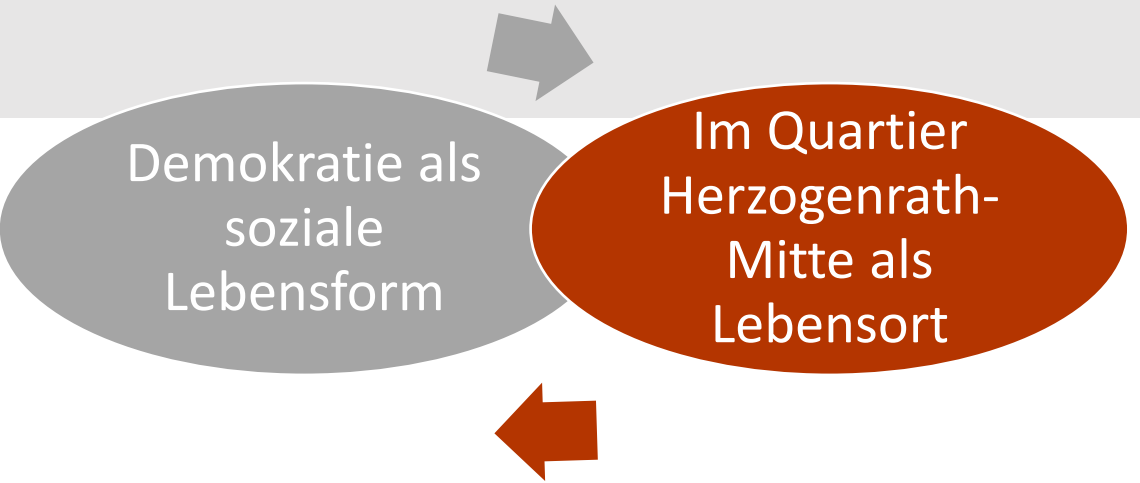 Demokratie als
soziale
Lebensform
Im Quartier
Herzogenrath-
Mitte als
Lebensort